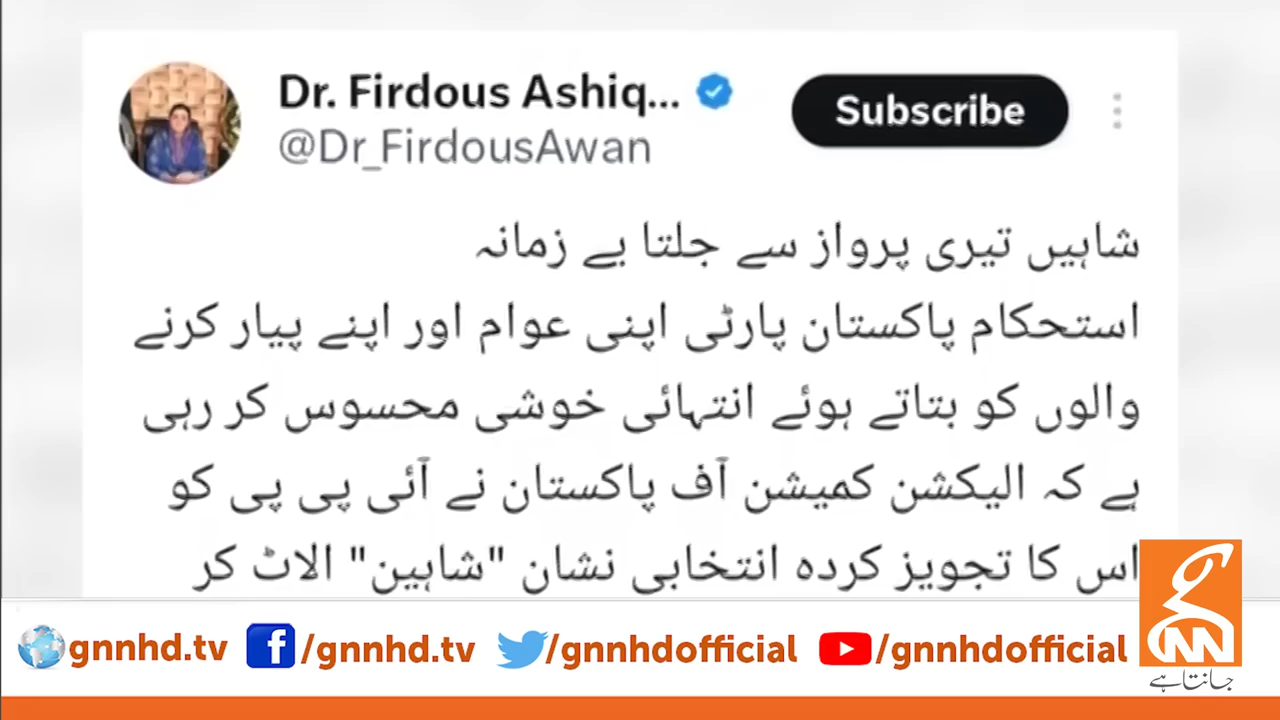 Dr. Firdous Ashiq...
Subscribe
@Dr_FirdousAwan
شاہیں تیری پرواز سے جلتا ہے زمانہ
استحکام پاکستان پارٹی اپنی عوام اور اپنے پیار کرنے
والوں کو بتاتے ہوئے انتہائی خوشی محسوس کر رہی
ہے کہ الیکشن کمیشن آف پاکستان نے آئی پی پی کو
اس کا تجویز کردہ انتخابی نشان "شاہین" الاٹ کر
gnnhd.tv /gnnhd.tv /gnnhdofficial /gnnhdofficial
GNN
جانتا ہے